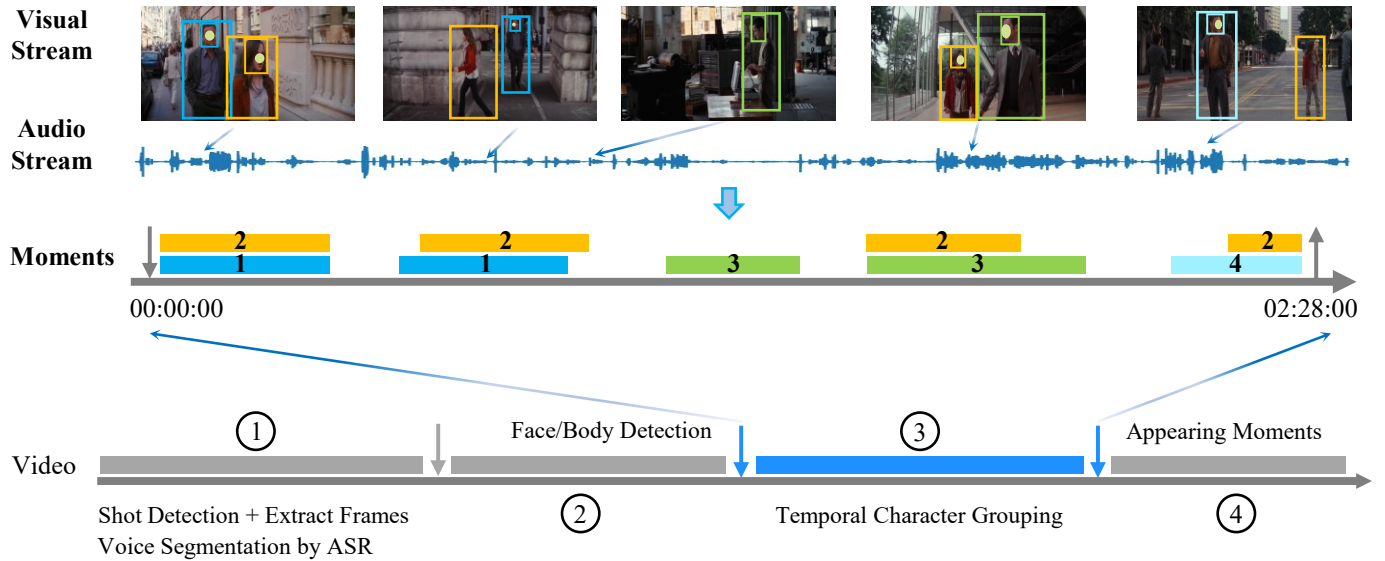 Visual
Stream
Audio
Stream
Moments
2
2
2
2
1
1
3
3
4
00:00:00
02:28:00
1
Face/Body Detection
3
Appearing Moments
Video
Shot Detection + Extract Frames
2
Temporal Character Grouping
4
Voice Segmentation by ASR